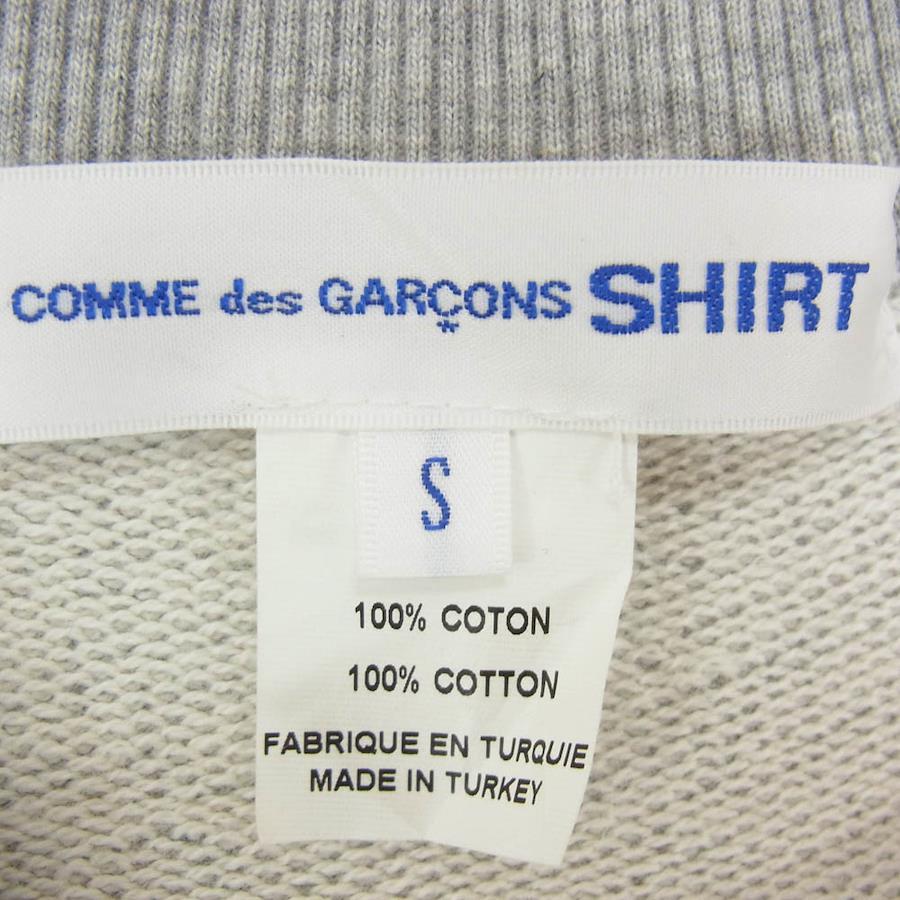 COMME des GARÇONS SHIRT
S
100% COTON
100% COTTON
FABRIQUE EN TURQUIE
MADE IN TURKEY